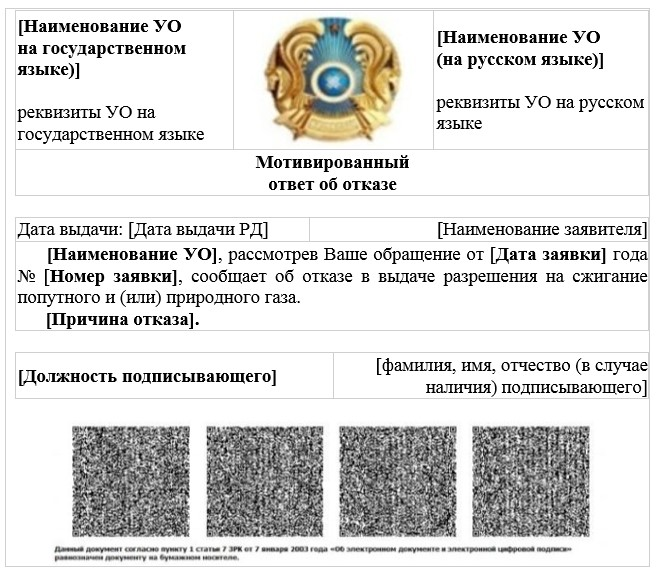 [Наименование УО
на государственном
языке)]
реквизиты УО на
государственном языке
[Наименование УО
(на русском языке)]
реквизиты УО на русском
языке
Мотивированный
ответ об отказе
Дата выдачи: [Дата выдачи РД]
[Наименование заявителя]
[Наименование УО], рассмотрев Ваше обращение от [Дата заявки] года
№ [Номер заявки], сообщает об отказе в выдаче разрешения на сжигание
попутного и (или) природного газа.
[Причина отказа].
[Должность подписывающего]
[фамилия, имя, отчество (в случае
наличия) подписывающего]
Данный документ согласно пункту 1 статьи 7 ЗРК от 7 января 2003 года «Об электронном документе и электронной цифровой подписи»
равнозначен документу на бумажном носителе.